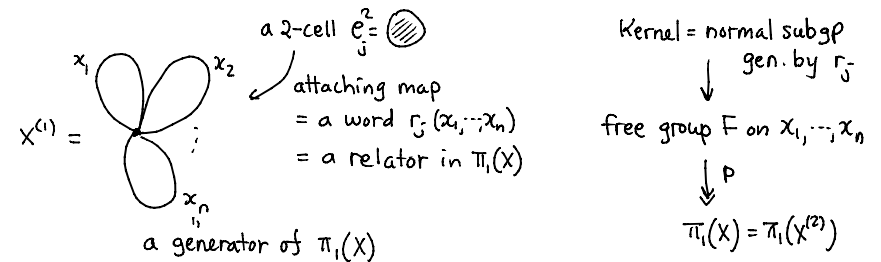 a 2-cell e_j^2 =
x_1
x_2
X^{(1)} =
attaching map
= a word r_j (x_1, ..., x_n)
= a relator in π_1(X)
x_n
a generator of π_1(X)
Kernel = normal subgp
gen. by r_j
free group F on x_1, ..., x_n
p
π_1(X) = π_1(X^{(2)})